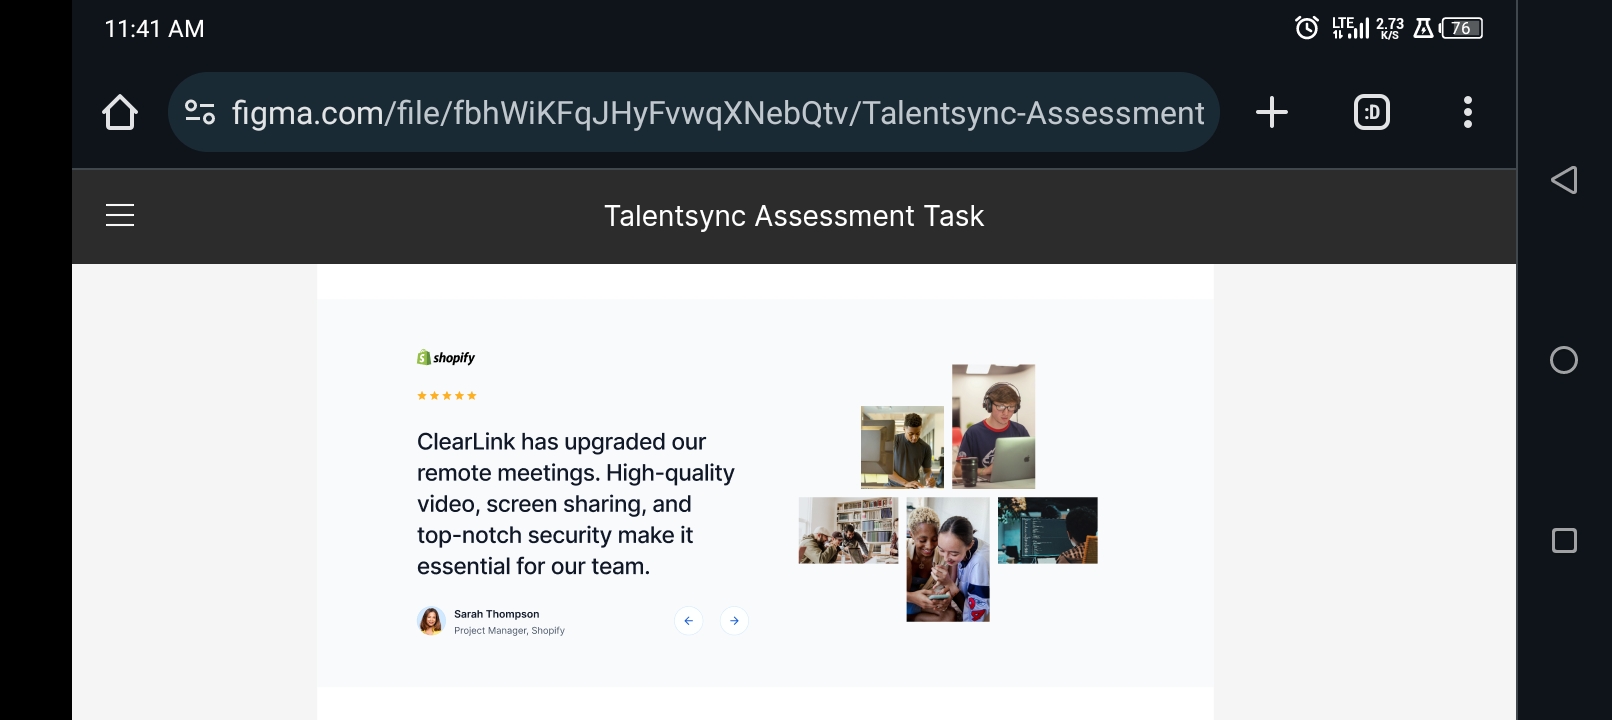 11:41 AM
LTE 2.73 K/S 76
figma.com/file/fbhWiKFqJHyFvwqXNebQtv/Talentsync-Assessment
:D
Talentsync Assessment Task
shopify
ClearLink has upgraded our
remote meetings. High-quality
video, screen sharing, and
top-notch security make it
essential for our team.
Sarah Thompson
Project Manager, Shopify